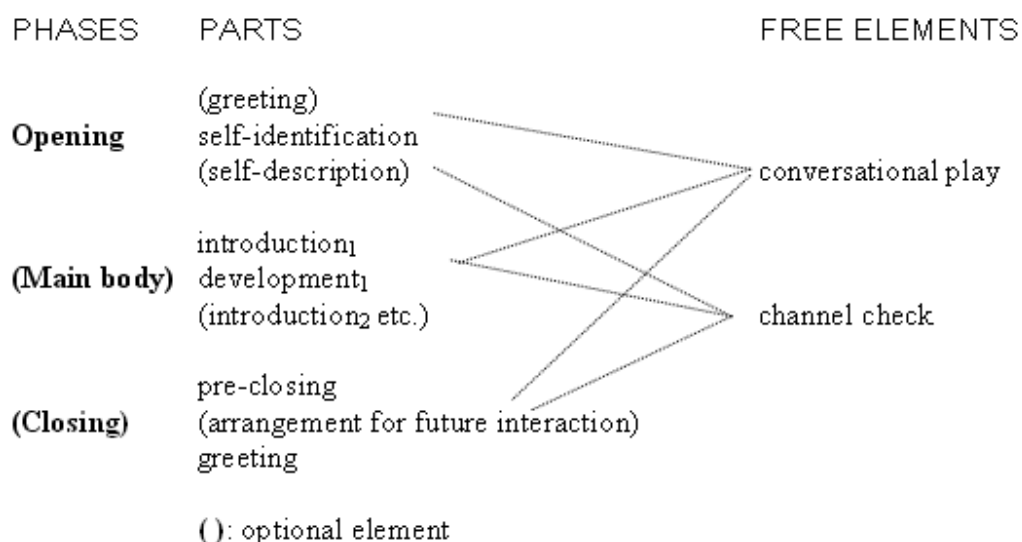 PHASES PARTS FREE ELEMENTS
(greeting)
Opening self-identification
(self-description) conversational play
introduction₁
(Main body) development₁
(introduction₂ etc.) channel check
pre-closing
(Closing) (arrangement for future interaction)
greeting
( ): optional element